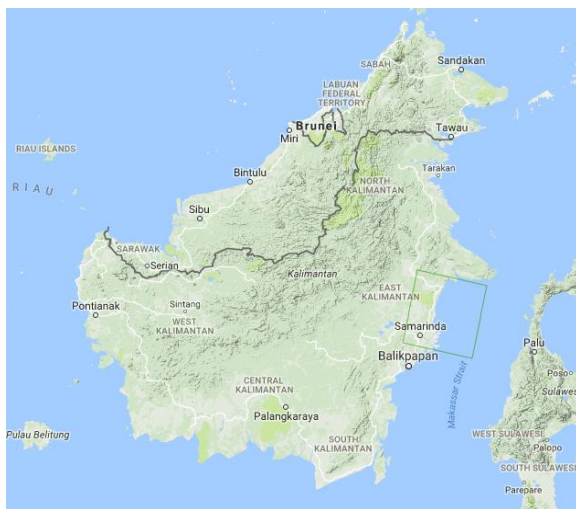 SABAH
Sandakan
LABUAN
FEDERAL
TERRITORY
Brunei
Miri
Tawau
RIAU ISLANDS
Tarakan
Bintulu
NORTH
KALIMANTAN
RIAU
Sibu
SARAWAK
Serian
Kalimantan
EAST
KALIMANTAN
Pontianak
Sintang
WEST
KALIMANTAN
Samarinda
Palu
Balikpapan
Makassar Strait
Poso
Sulawes
CENTRAL
KALIMANTAN
Palangkaraya
Pulau Belitung
SOUTH
KALIMANTAN
WEST SULAWESI
Palopo
SOUTH SULAWESI
Parepare